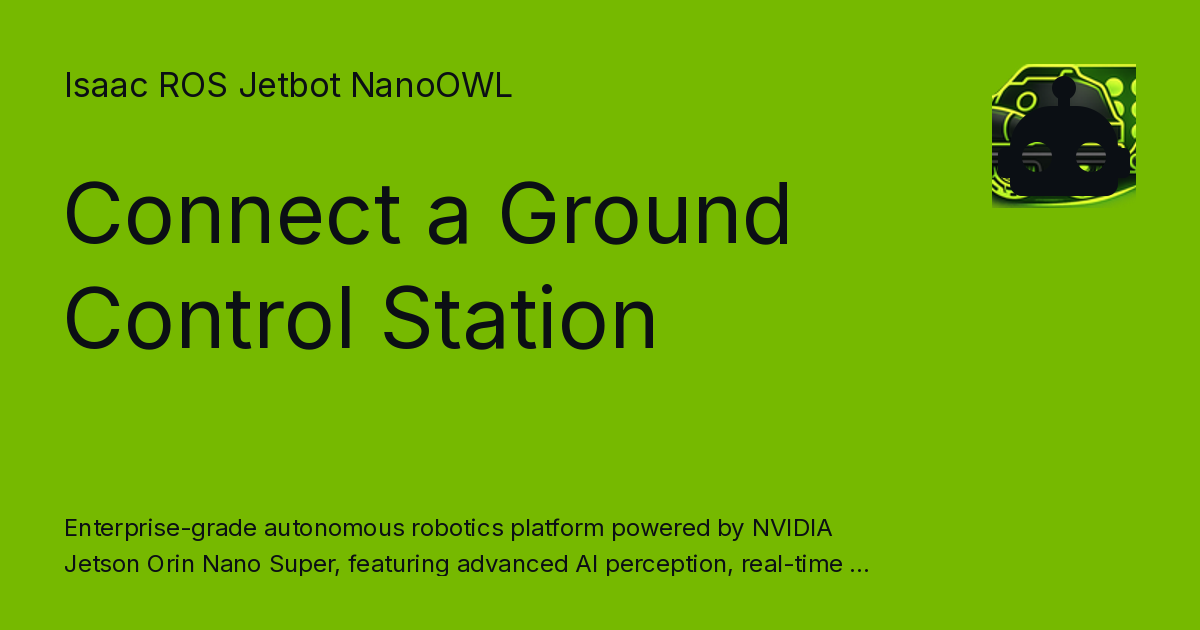 Isaac ROS Jetbot NanoOWL
Connect a Ground
Control Station
Enterprise-grade autonomous robotics platform powered by NVIDIA
Jetson Orin Nano Super, featuring advanced AI perception, real-time ...